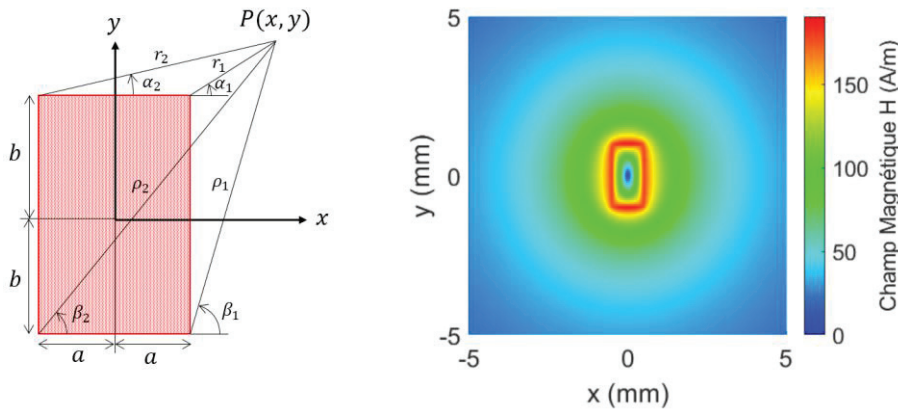 y
P(x, y)
r₂
r₁
α₂
α₁
b
ρ₂
ρ₁
x
b
β₂
β₁
a
a
5
0
-5
y (mm)
-5
0
5
x (mm)
150
100
50
0
Champ Magnétique H (A/m)